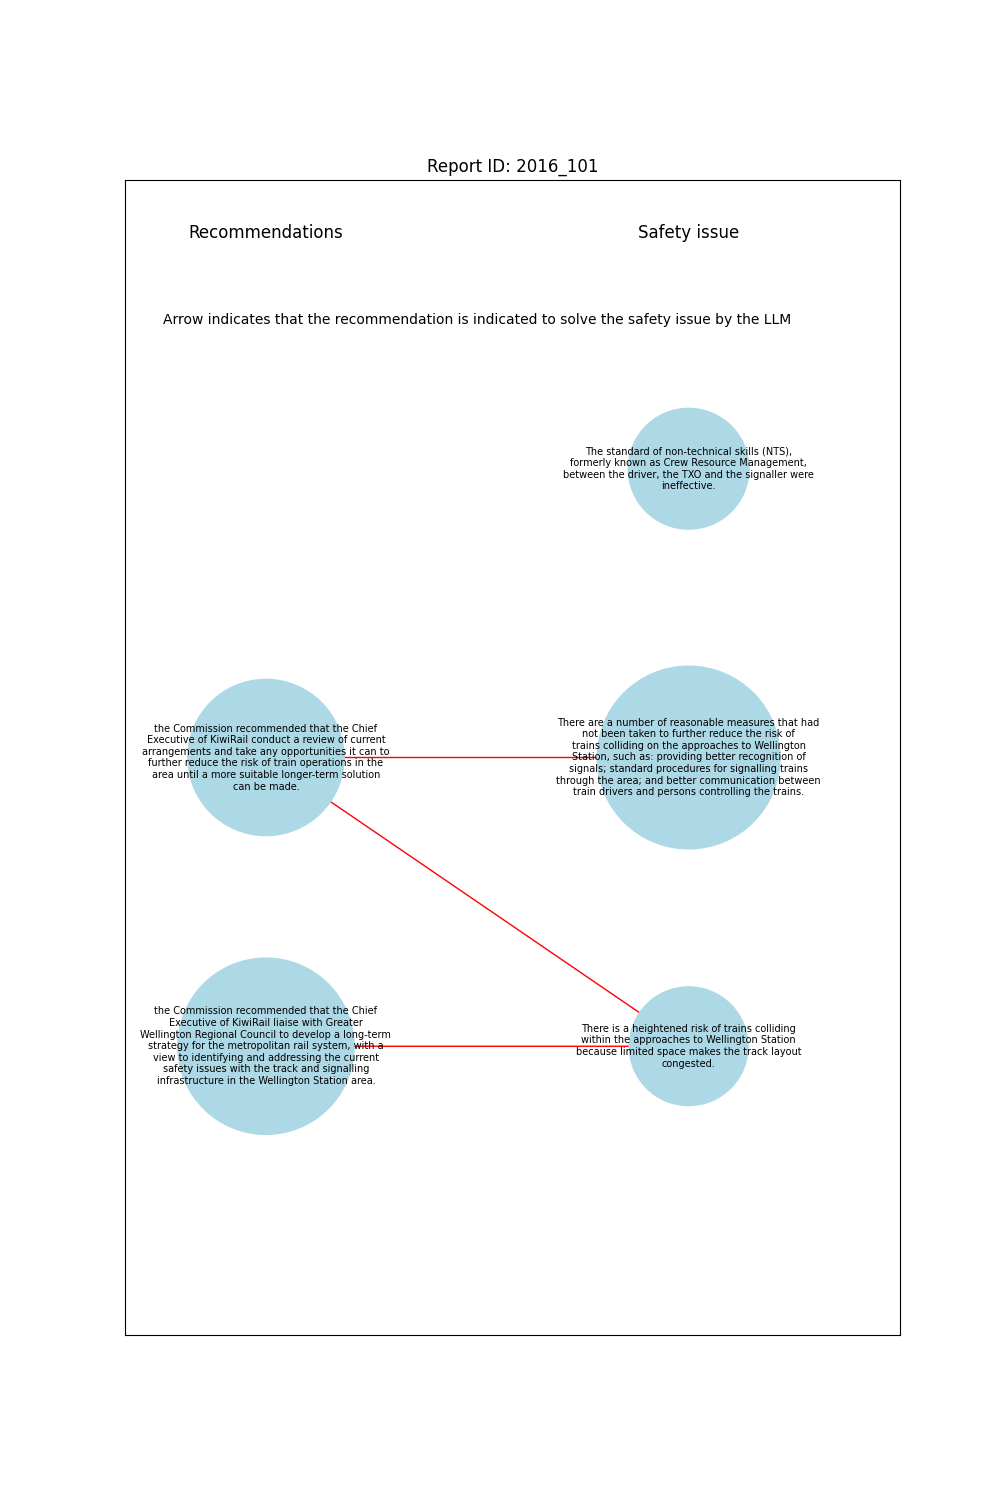 Report ID: 2016_101
Recommendations
Safety issue
Arrow indicates that the recommendation is indicated to solve the safety issue by the LLM
The standard of non-technical skills (NTS),
formerly known as Crew Resource Management,
between the driver, the TXO and the signaller were
ineffective.
the Commission recommended that the Chief
Executive of KiwiRail conduct a review of current
arrangements and take any opportunities it can to
further reduce the risk of train operations in the
area until a more suitable longer-term solution
can be made.
There are a number of reasonable measures that had
not been taken to further reduce the risk of
trains colliding on the approaches to Wellington
Station, such as: providing better recognition of
signals; standard procedures for signalling trains
through the area; and better communication between
train drivers and persons controlling the trains.
the Commission recommended that the Chief
Executive of KiwiRail liaise with Greater
Wellington Regional Council to develop a long-term
strategy for the metropolitan rail system, with a
view to identifying and addressing the current
safety issues with the track and signalling
infrastructure in the Wellington Station area.
There is a heightened risk of trains colliding
within the approaches to Wellington Station
because limited space makes the track layout
congested.